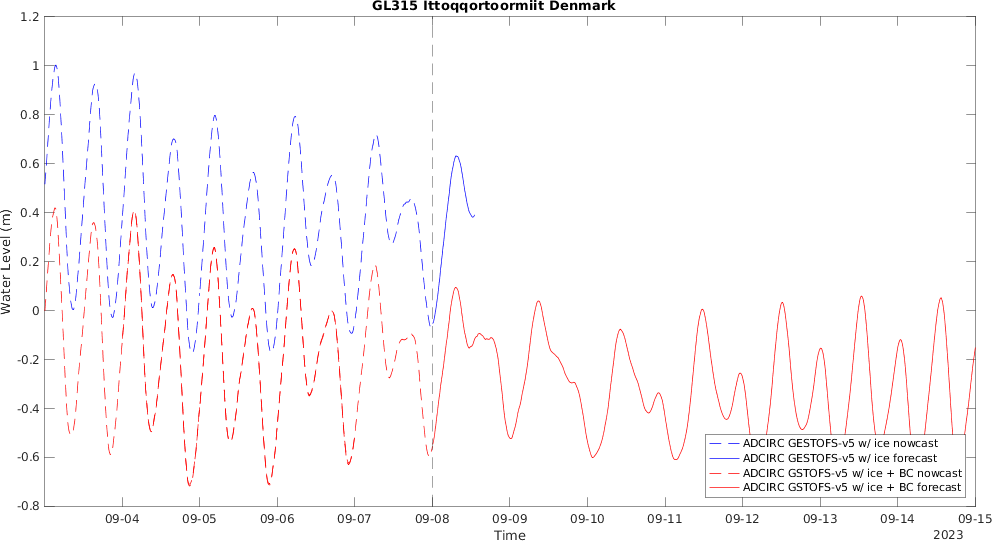 GL315 Ittoqqortoormiit Denmark
1.2
1
0.8
0.6
0.4
0.2
0
-0.2
-0.4
-0.6
-0.8
Water Level (m)
ADCIRC GESTOFS-v5 w/ ice nowcast
ADCIRC GESTOFS-v5 w/ ice forecast
ADCIRC GSTOFS-v5 w/ ice + BC nowcast
ADCIRC GSTOFS-v5 w/ ice + BC forecast
09-04 09-05 09-06 09-07 09-08 09-09 09-10 09-11 09-12 09-13 09-14 09-15
Time
2023